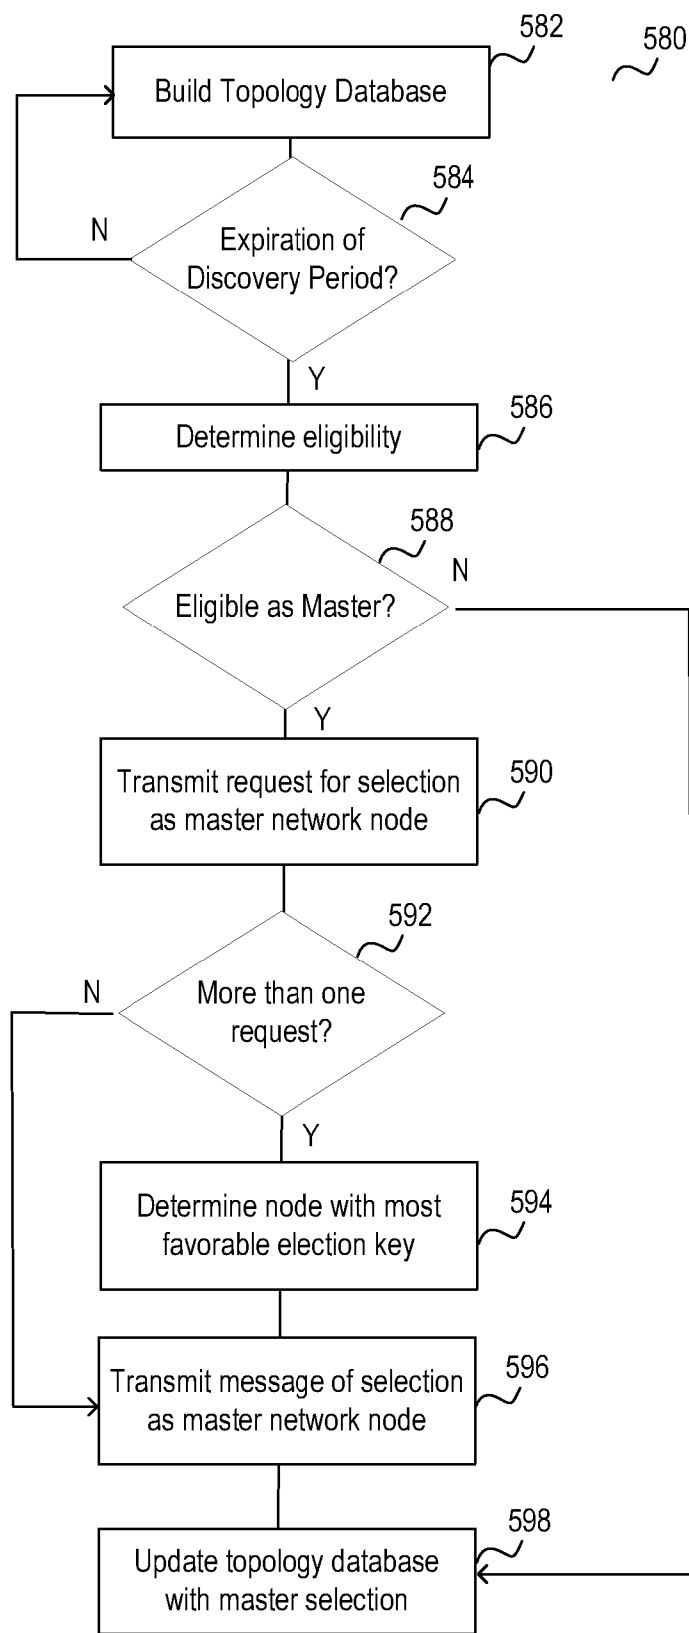 582
580
Build Topology Database
584
N
Expiration of
Discovery Period?
Y
586
Determine eligibility
588
N
Eligible as Master?
Y
590
Transmit request for selection
as master network node
592
N
More than one
request?
Y
594
Determine node with most
favorable election key
596
Transmit message of selection
as master network node
598
Update topology database
with master selection